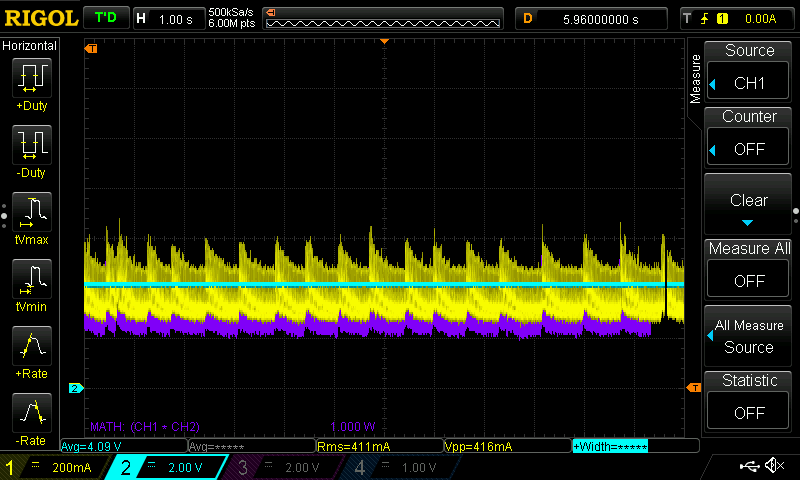 RIGOL T'D H 1.00 s 500kSa/s 6.00M pts D 5.96000000 s T 1 0.00A
Horizontal
+Duty
-Duty
tVmax
tVmin
+Rate
-Rate
T
T
2
MATH: (CH1 * CH2) 1.000 W
Measure
Source
CH1
Counter
OFF
Clear
Measure All
OFF
All Measure
Source
Statistic
OFF
Avg=4.09 V Avg=***** Rms=411mA Vpp=416mA +Width=*****
1 200mA 2 2.00 V 3 2.00 V 4 1.00 V